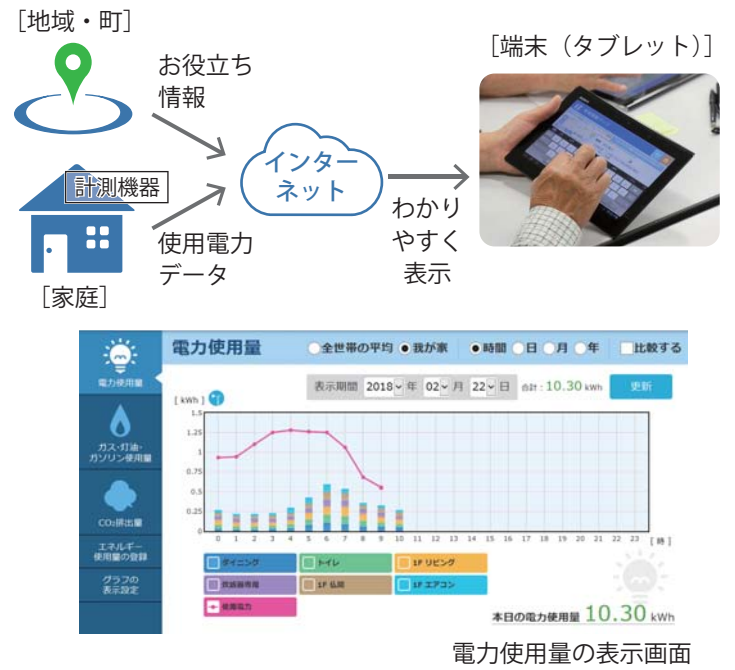 ［地域・町］
お役立ち
情報
［端末（タブレット）］
計測機器
インター
ネット
使用電力
データ
わかり
やすく
表示
［家庭］
電力使用量
全世帯の平均 我が家 時間 日 月 年 比較する
電力使用量
表示期間 2018 年 02 月 22 日 合計：10.30 kWh 更新
[ kWh ]
1.5
1.25
1
0.75
0.5
0.25
0
0 1 2 3 4 5 6 7 8 9 10 11 12 13 14 15 16 17 18 19 20 21 22 23 [ 時 ]
ガス・灯油・
ガソリン使用量
CO₂排出量
エネルギー
使用量の登録
グラフの
表示設定
ダイニング トイレ 1F リビング
1F 仏間 1F エアコン
使用電力
本日の電力使用量 10.30 kWh
電力使用量の表示画面